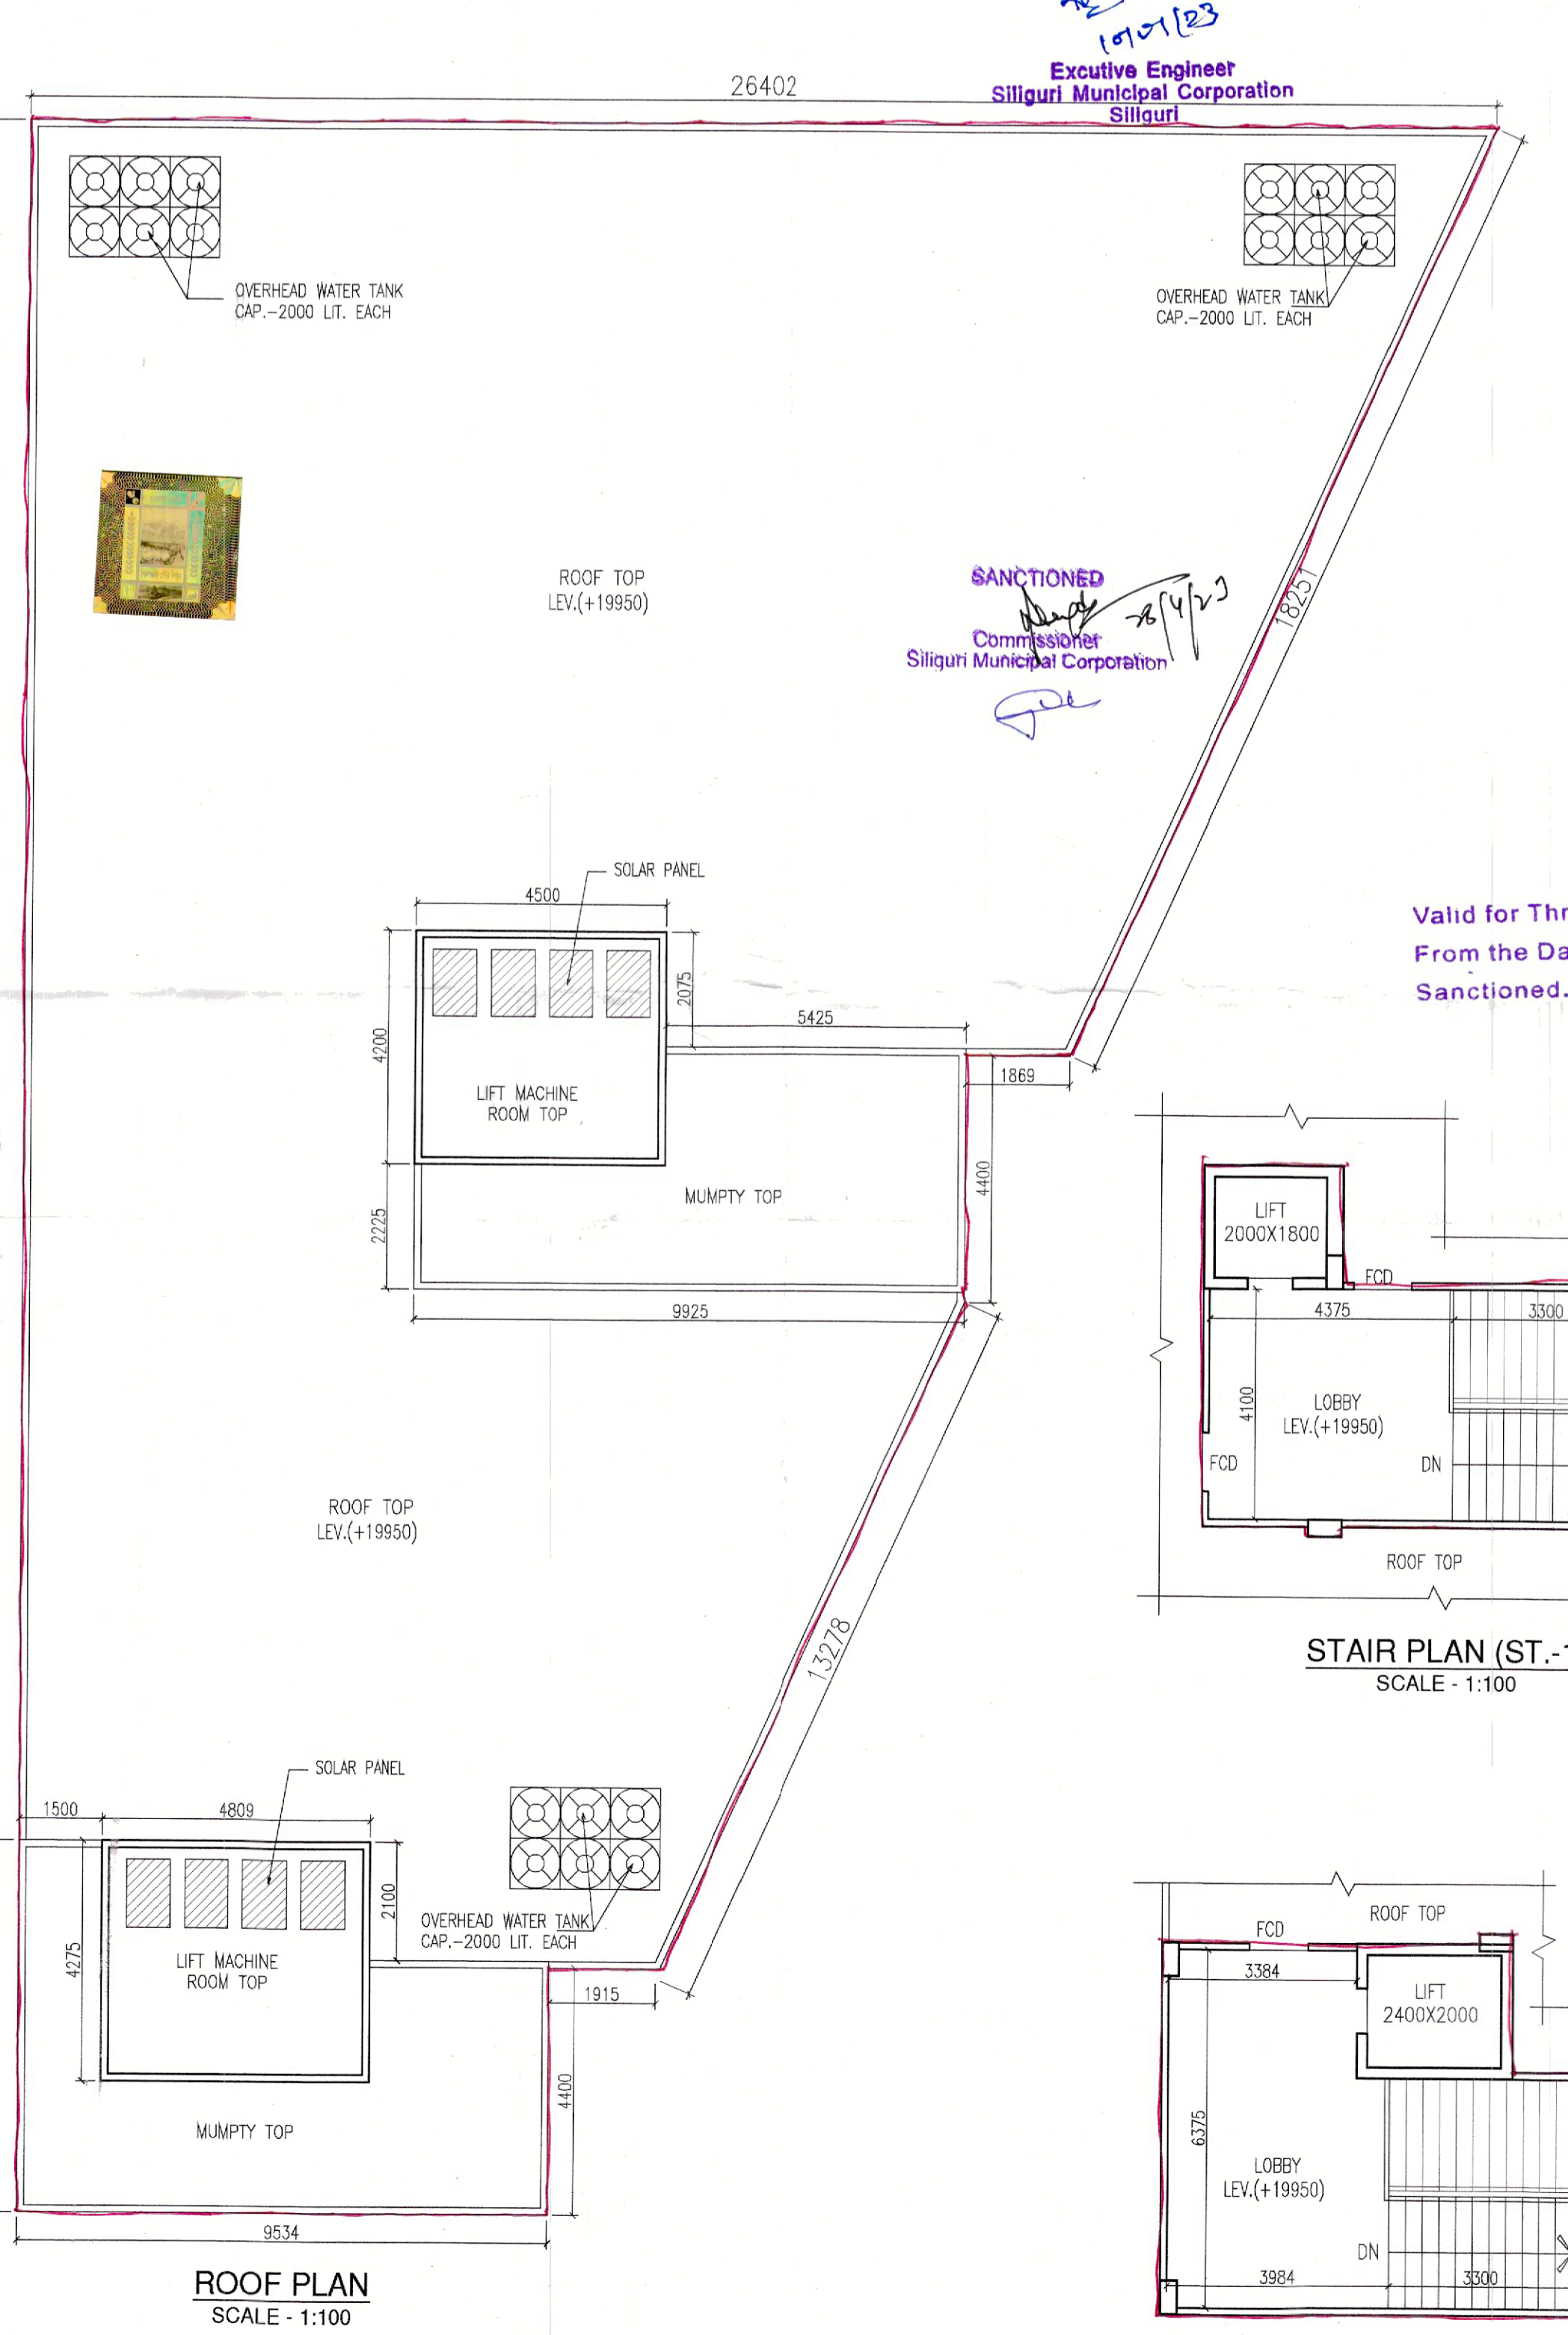 10/01/23
Excutive Engineer
Siliguri Municipal Corporation
Siliguri
26402
OVERHEAD WATER TANK
CAP.-2000 LIT. EACH
OVERHEAD WATER TANK
CAP.-2000 LIT. EACH
ROOF TOP
LEV.(+19950)
SANCTIONED
28/4/23
Commissioner
Siliguri Municipal Corporation
18251
SOLAR PANEL
4500
2075
5425
4200
LIFT MACHINE
ROOM TOP
1869
4400
MUMPTY TOP
2225
9925
Valid for Thr
From the Da
Sanctioned.
LIFT
2000X1800
FCD
4375
3300
4100
LOBBY
LEV.(+19950)
FCD
DN
ROOF TOP
STAIR PLAN (ST.-1
SCALE - 1:100
ROOF TOP
LEV.(+19950)
13278
SOLAR PANEL
1500
4809
2100
4275
LIFT MACHINE
ROOM TOP
OVERHEAD WATER TANK
CAP.-2000 LIT. EACH
1915
4400
MUMPTY TOP
9534
ROOF PLAN
SCALE - 1:100
ROOF TOP
FCD
3384
LIFT
2400X2000
6375
LOBBY
LEV.(+19950)
DN
3984
3300